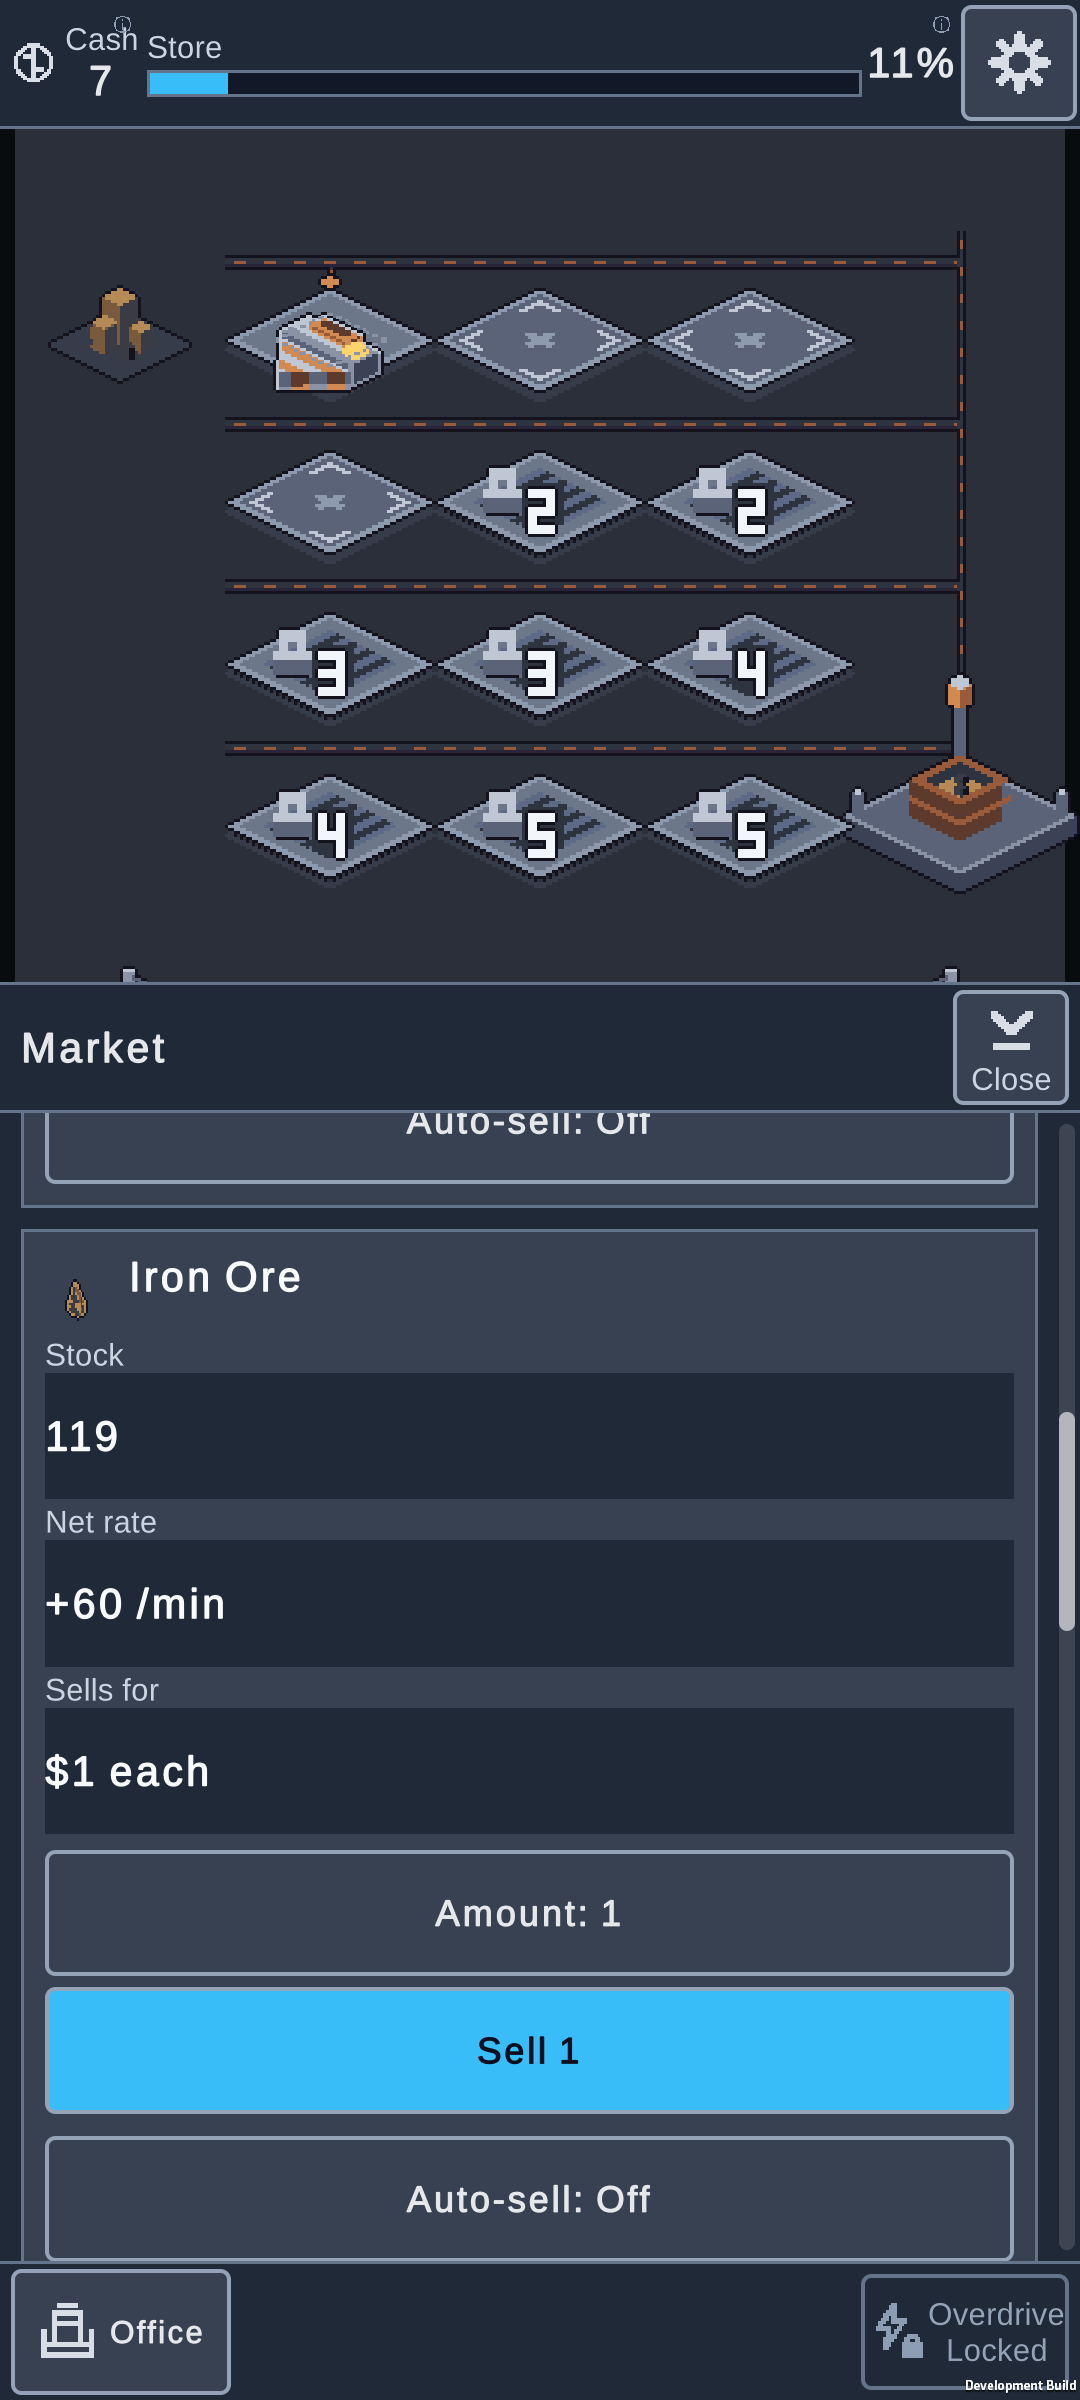 Cash
7
Store
11%
2
2
3
3
4
4
5
5
Market
Close
Auto-sell: Off
Iron Ore
Stock
119
Net rate
+60 /min
Sells for
$1 each
Amount: 1
Sell 1
Auto-sell: Off
Office
Overdrive
Locked
Development Build